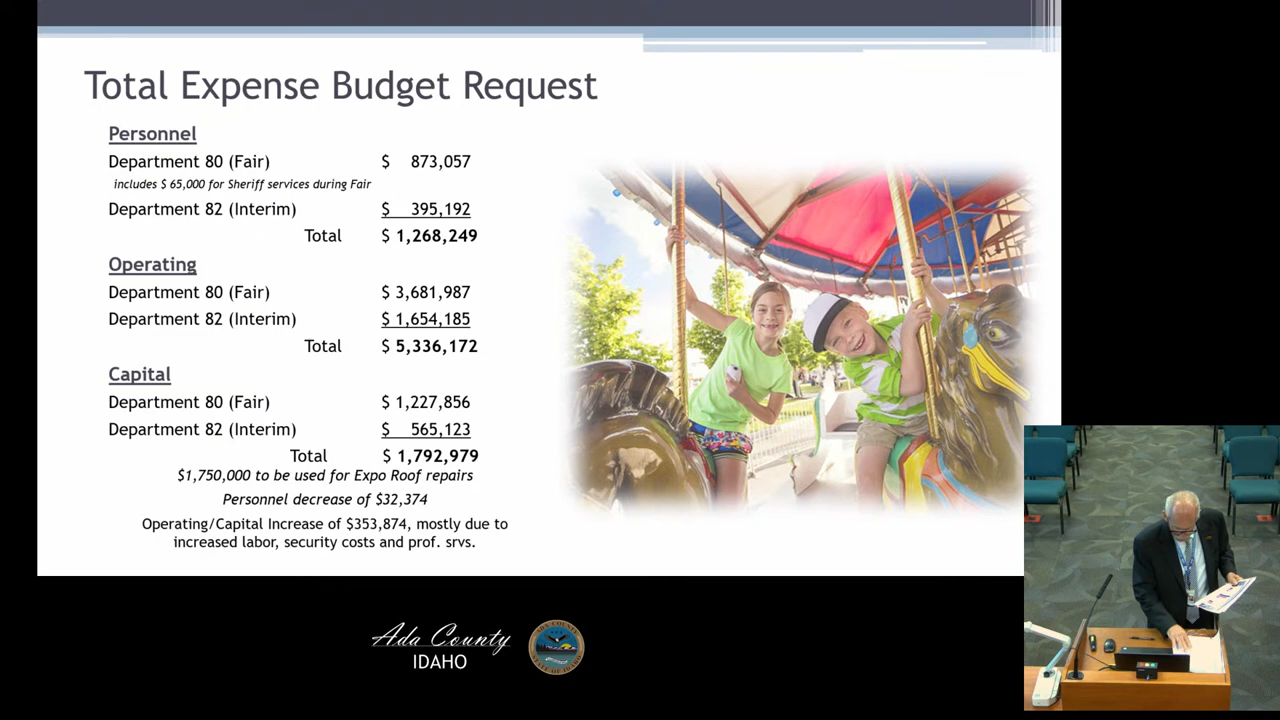 Total Expense Budget Request
Personnel
Department 80 (Fair) $ 873,057
includes $ 65,000 for Sheriff services during Fair
Department 82 (Interim) $ 395,192
Total $ 1,268,249
Operating
Department 80 (Fair) $ 3,681,987
Department 82 (Interim) $ 1,654,185
Total $ 5,336,172
Capital
Department 80 (Fair) $ 1,227,856
Department 82 (Interim) $ 565,123
Total $ 1,792,979
$1,750,000 to be used for Expo Roof repairs
Personnel decrease of $32,374
Operating/Capital Increase of $353,874, mostly due to
increased labor, security costs and prof. srvs.
Ada County
IDAHO